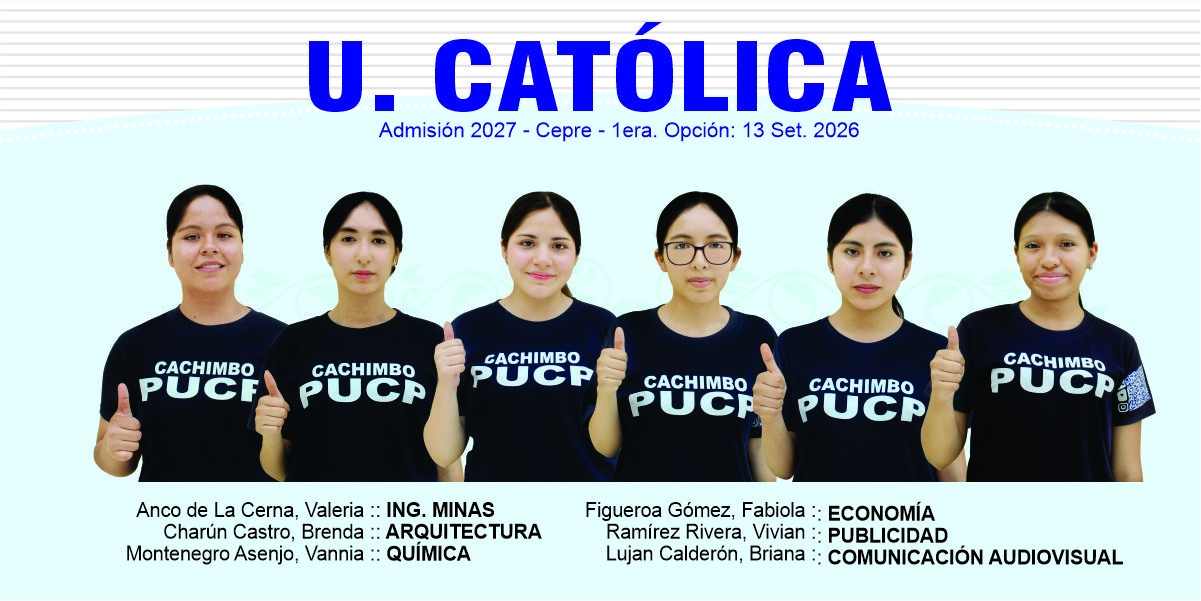 U. CATÓLICA
Admisión 2027 - Cepre - 1era. Opción: 13 Set. 2026
CACHIMBO
PUCP
CACHIMBO
PUCP
CACHIMBO
PUCP
CACHIMBO
PUCP
CACHIMBO
PUCP
CACHIMBO
PUCP
Anco de La Cerna, Valeria :: ING. MINAS
Charún Castro, Brenda :: ARQUITECTURA
Montenegro Asenjo, Vannia :: QUÍMICA
Figueroa Gómez, Fabiola :: ECONOMÍA
Ramírez Rivera, Vivian :: PUBLICIDAD
Lujan Calderón, Briana :: COMUNICACIÓN AUDIOVISUAL